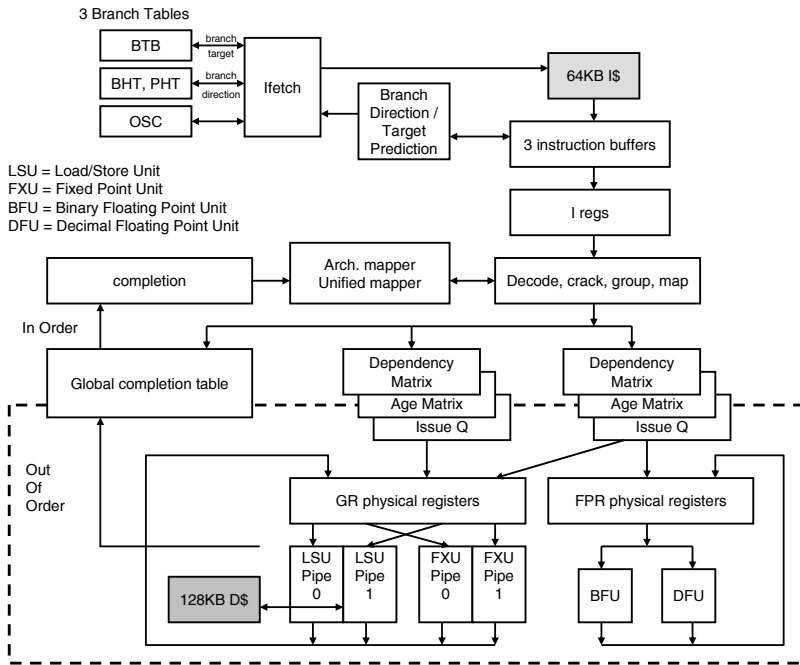 3 Branch Tables
BTB
branch
target
BHT, PHT
branch
direction
OSC
Ifetch
64KB I$
Branch
Direction /
Target
Prediction
3 instruction buffers
LSU = Load/Store Unit
FXU = Fixed Point Unit
BFU = Binary Floating Point Unit
DFU = Decimal Floating Point Unit
I regs
completion
Arch. mapper
Unified mapper
Decode, crack, group, map
In Order
Global completion table
Dependency
Matrix
Age Matrix
Issue Q
Dependency
Matrix
Age Matrix
Issue Q
Out
Of
Order
GR physical registers
FPR physical registers
128KB D$
LSU
Pipe
0
LSU
Pipe
1
FXU
Pipe
0
FXU
Pipe
1
BFU
DFU